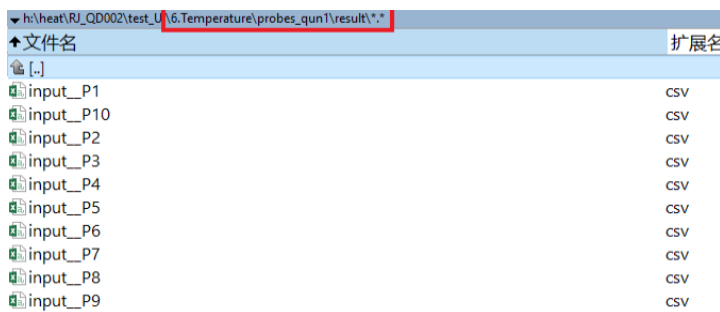 h:\heat\RJ_QD002\test_U\6.Temperature\probes_qun1\result\*.*
文件名 扩展名
[..]
input__P1 csv
input__P10 csv
input__P2 csv
input__P3 csv
input__P4 csv
input__P5 csv
input__P6 csv
input__P7 csv
input__P8 csv
input__P9 csv